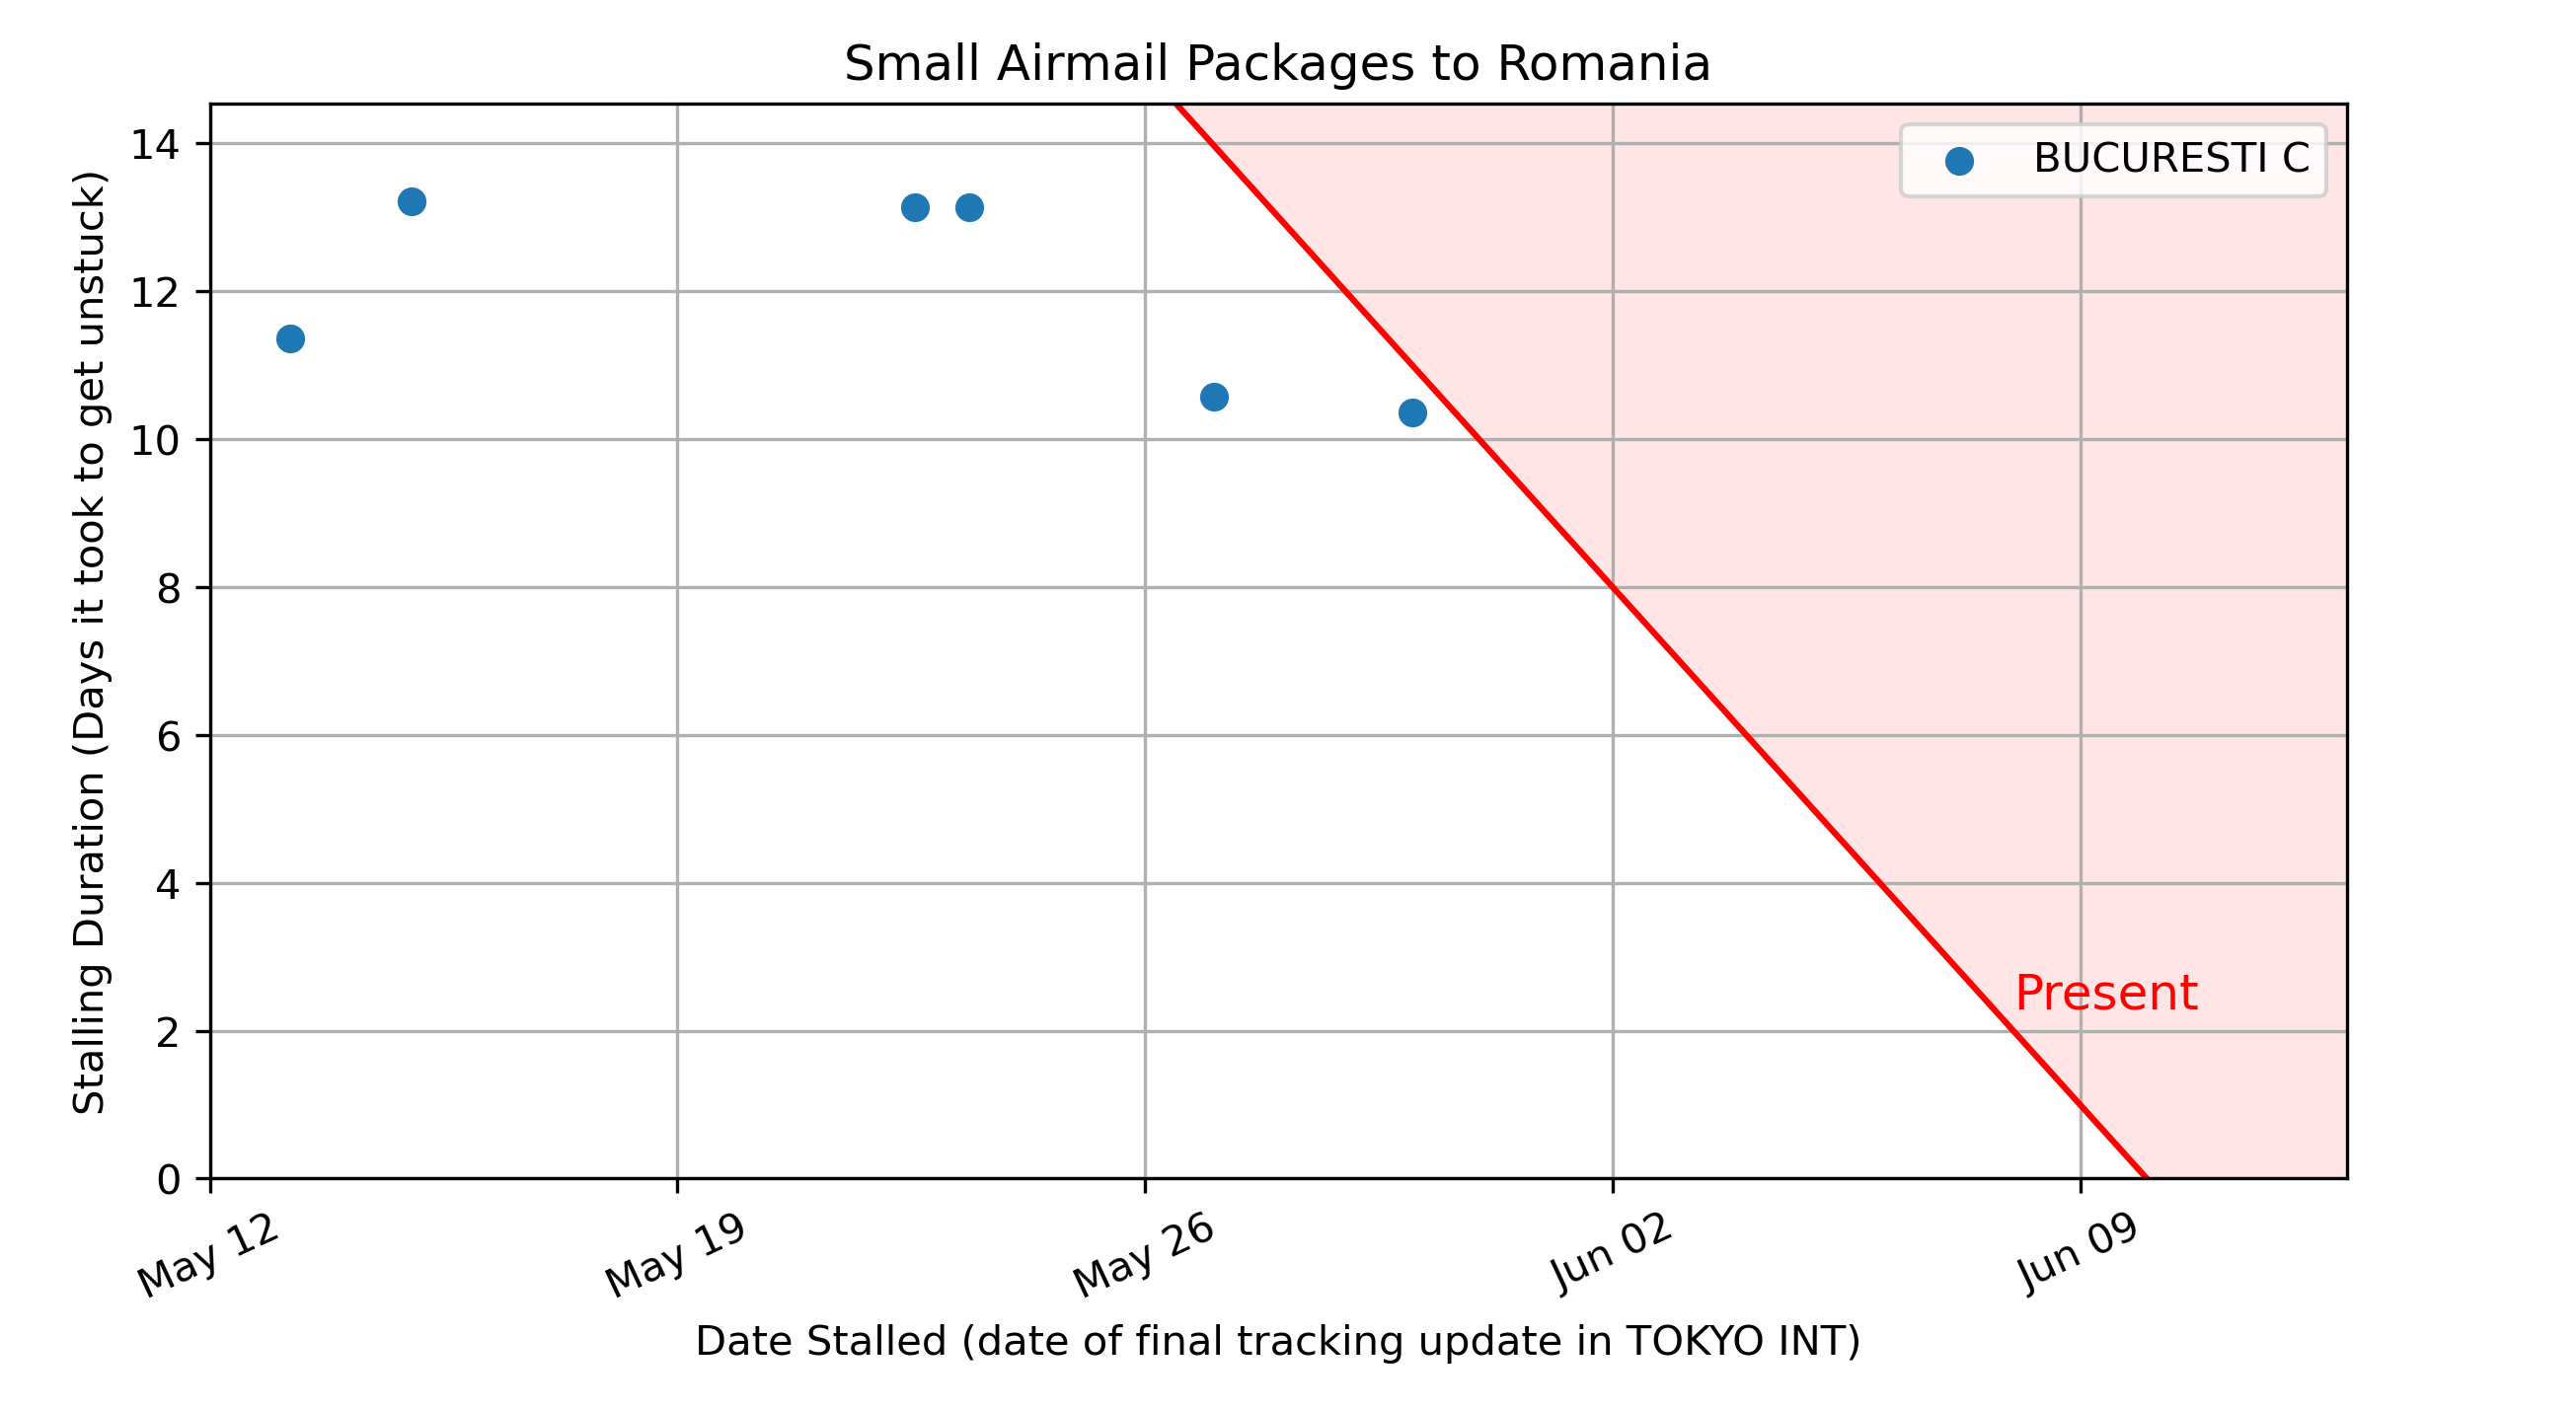 Small Airmail Packages to Romania
BUCURESTI C
Stalling Duration (Days it took to get unstuck)
14
12
10
8
6
4
2
0
Present
May 12
May 19
May 26
Jun 02
Jun 09
Date Stalled (date of final tracking update in TOKYO INT)